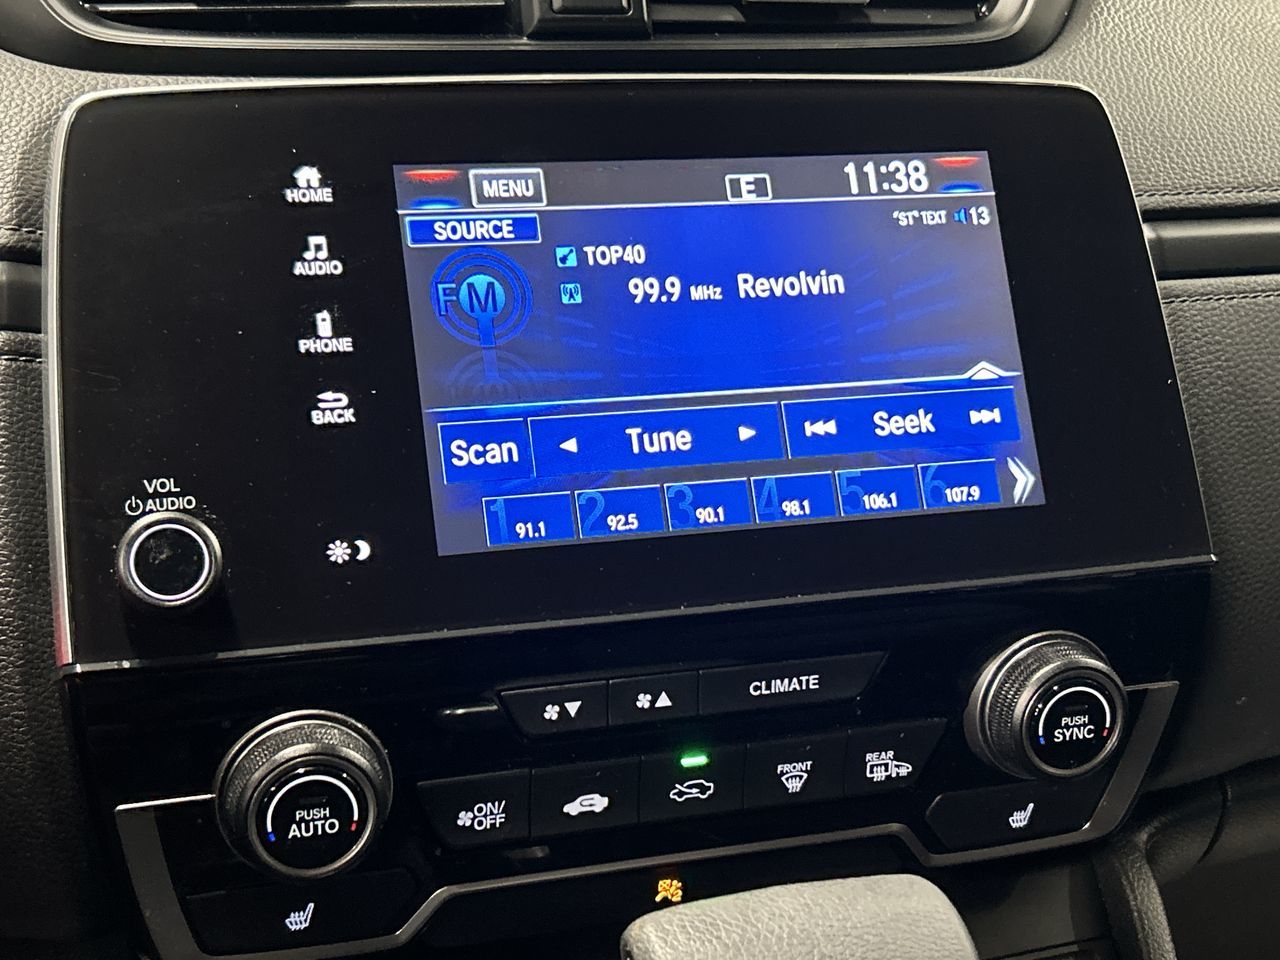 HOME
AUDIO
PHONE
BACK
VOL
AUDIO
MENU
E
11:38
SOURCE
"ST" TEXT 13
FM
TOP40
99.9 MHz Revolvin
Scan
Tune
Seek
1 91.1
2 92.5
3 90.1
4 98.1
5 106.1
6 107.9
CLIMATE
PUSH
AUTO
ON/
OFF
FRONT
REAR
PUSH
SYNC
2